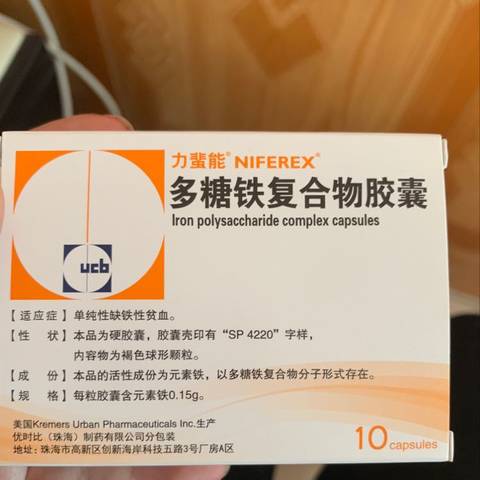 力蜚能® NIFEREX®
多糖铁复合物胶囊
Iron polysaccharide complex capsules
ucb
【适应症】单纯性缺铁性贫血。
【性 状】本品为硬胶囊，胶囊壳印有“SP 4220”字样，
内容物为褐色球形颗粒。
【成 份】本品的活性成份为元素铁，以多糖铁复合物分子形式存在。
【规 格】每粒胶囊含元素铁0.15g。
美国Kremers Urban Pharmaceuticals Inc.生产
优时比（珠海）制药有限公司分包装
地址：珠海市高新区创新海岸科技五路3号厂房A区
10 capsules